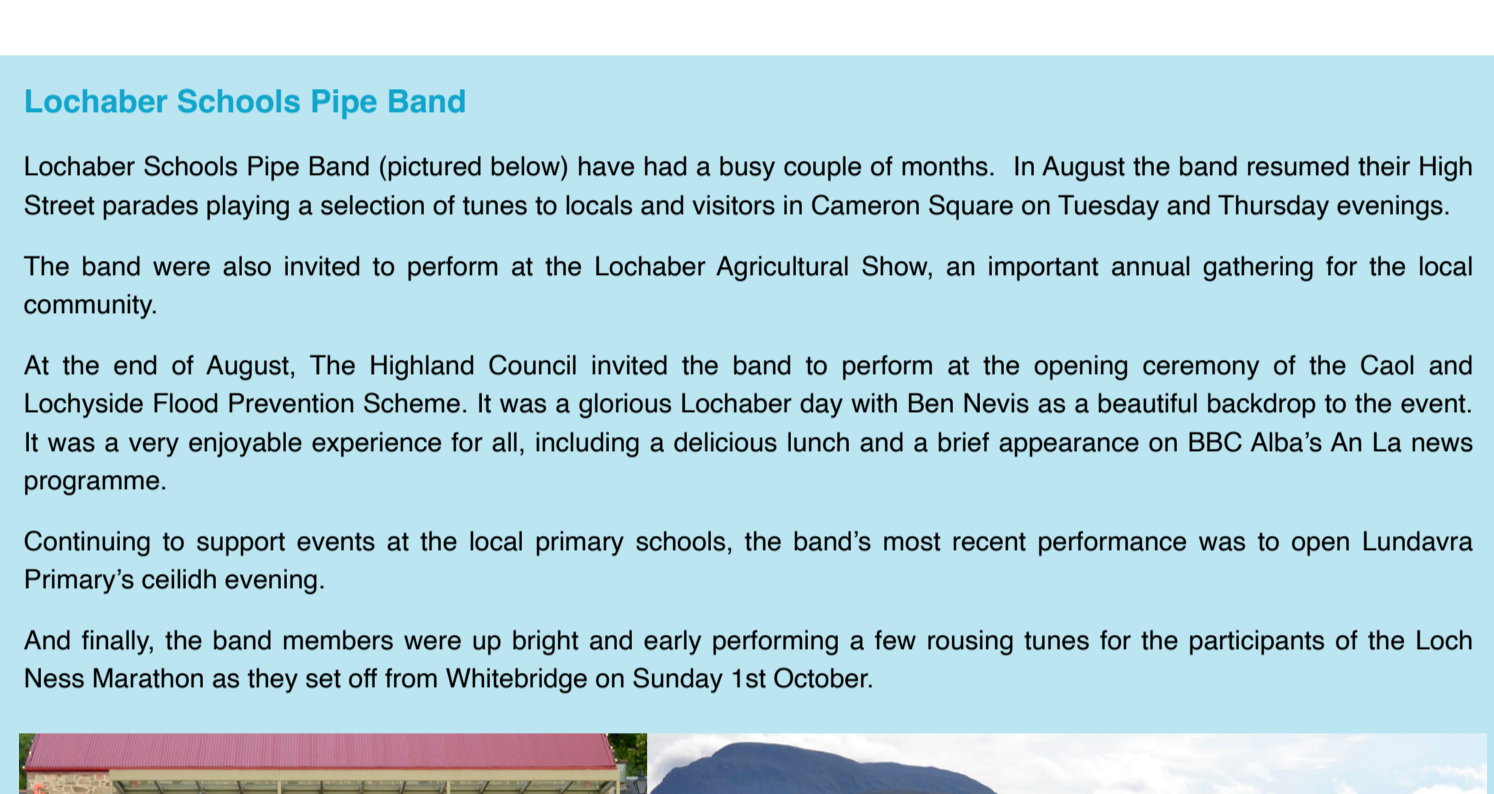 Lochaber Schools Pipe Band
Lochaber Schools Pipe Band (pictured below) have had a busy couple of months.  In August the band resumed their High
Street parades playing a selection of tunes to locals and visitors in Cameron Square on Tuesday and Thursday evenings.
The band were also invited to perform at the Lochaber Agricultural Show, an important annual gathering for the local
community.
At the end of August, The Highland Council invited the band to perform at the opening ceremony of the Caol and
Lochyside Flood Prevention Scheme. It was a glorious Lochaber day with Ben Nevis as a beautiful backdrop to the event.
It was a very enjoyable experience for all, including a delicious lunch and a brief appearance on BBC Alba’s An La news
programme.
Continuing to support events at the local primary schools, the band’s most recent performance was to open Lundavra
Primary’s ceilidh evening.
And finally, the band members were up bright and early performing a few rousing tunes for the participants of the Loch
Ness Marathon as they set off from Whitebridge on Sunday 1st October.